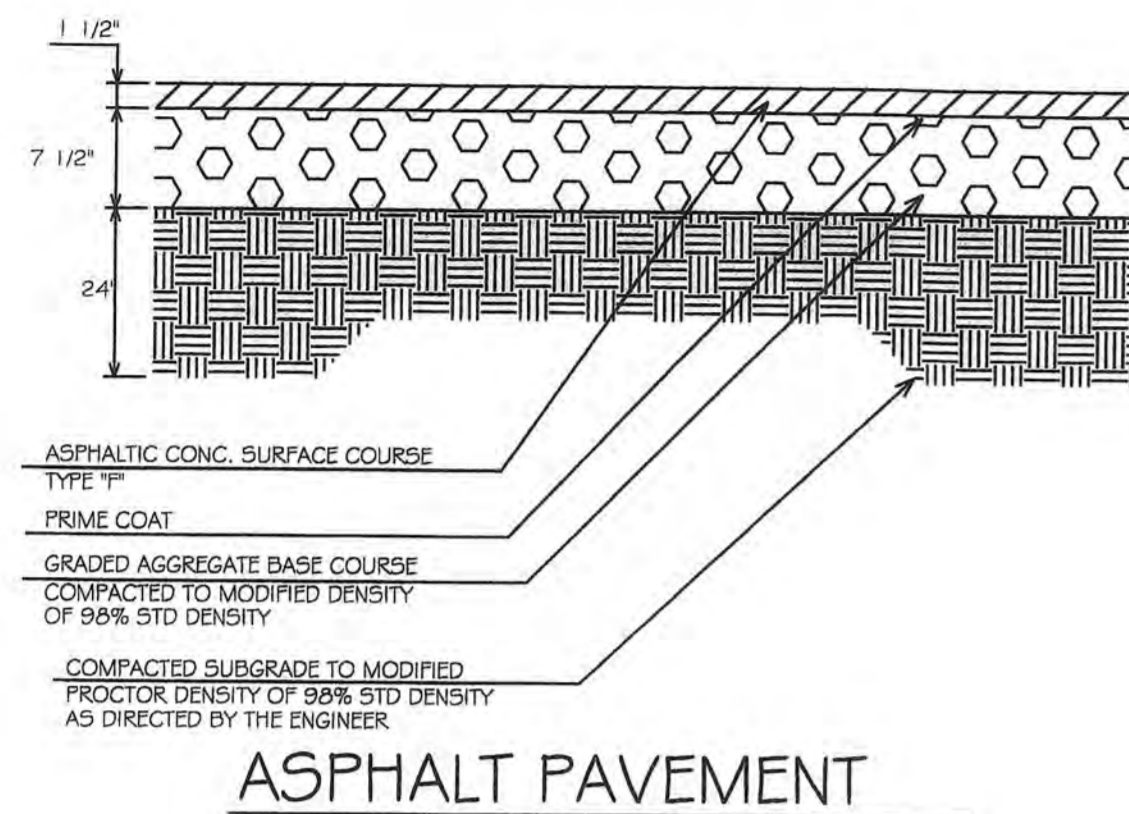 1 1/2"
7 1/2"
24"
ASPHALTIC CONC. SURFACE COURSE
TYPE "F"
PRIME COAT
GRADED AGGREGATE BASE COURSE
COMPACTED TO MODIFIED DENSITY
OF 98% STD DENSITY
COMPACTED SUBGRADE TO MODIFIED
PROCTOR DENSITY OF 98% STD DENSITY
AS DIRECTED BY THE ENGINEER
ASPHALT PAVEMENT